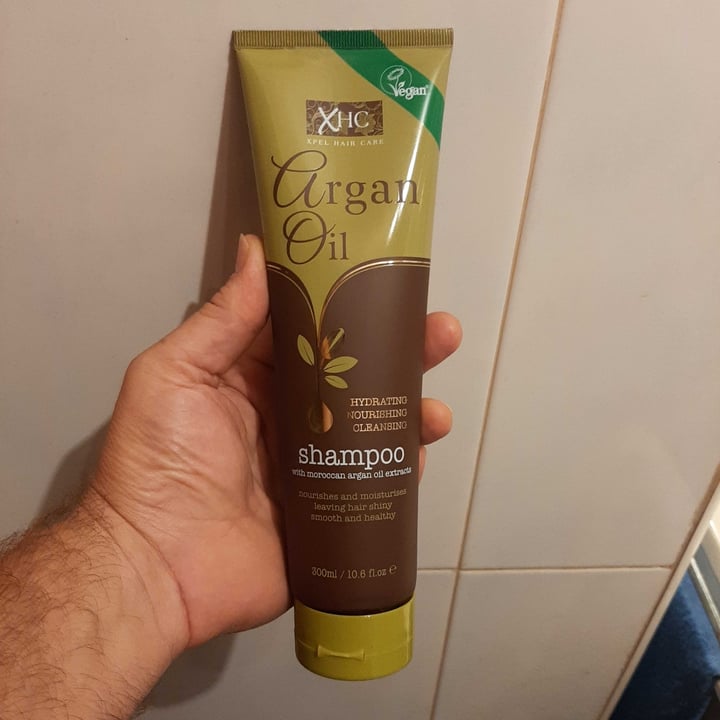 Vegan
XHC
XPEL HAIR CARE
Argan
Oil
HYDRATING
NOURISHING
CLEANSING
shampoo
with moroccan argan oil extracts
nourishes and moisturises
leaving hair shiny
smooth and healthy
300ml / 10.6 fl.oz ℮